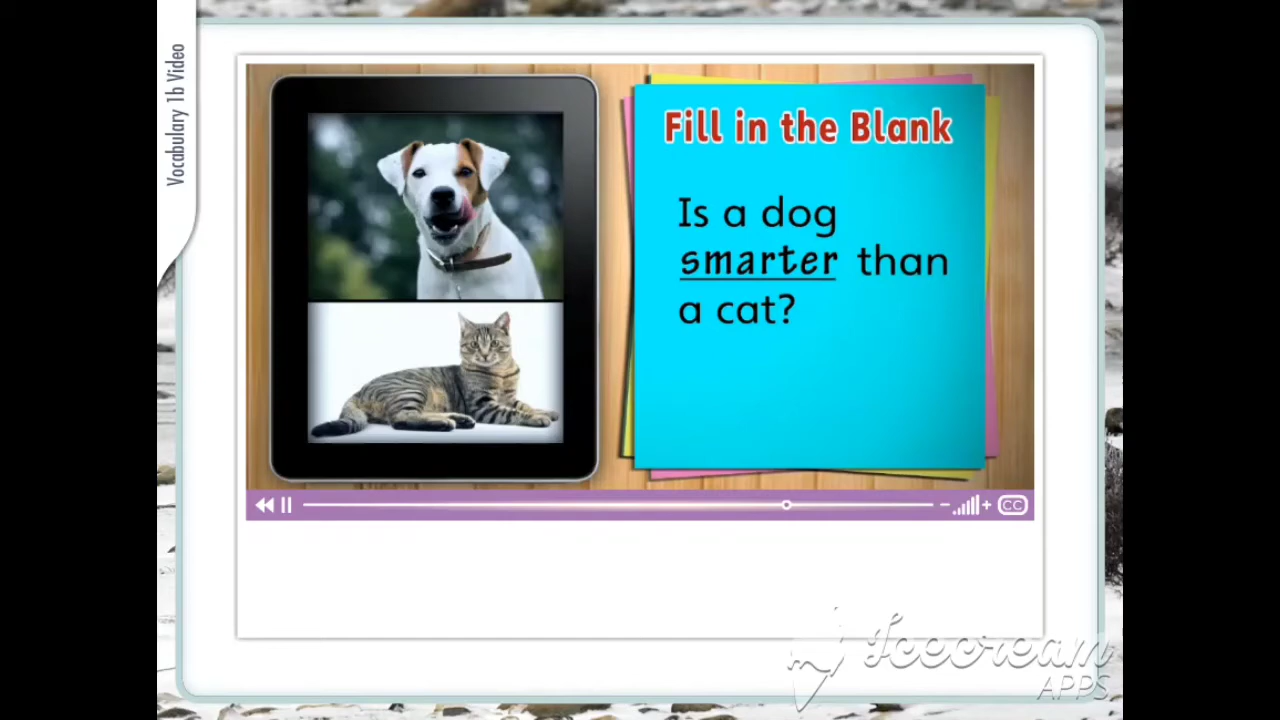 Vocabulary 1b Video
Fill in the Blank
Is a dog
smarter than
a cat?
CC
Icecream
APPS